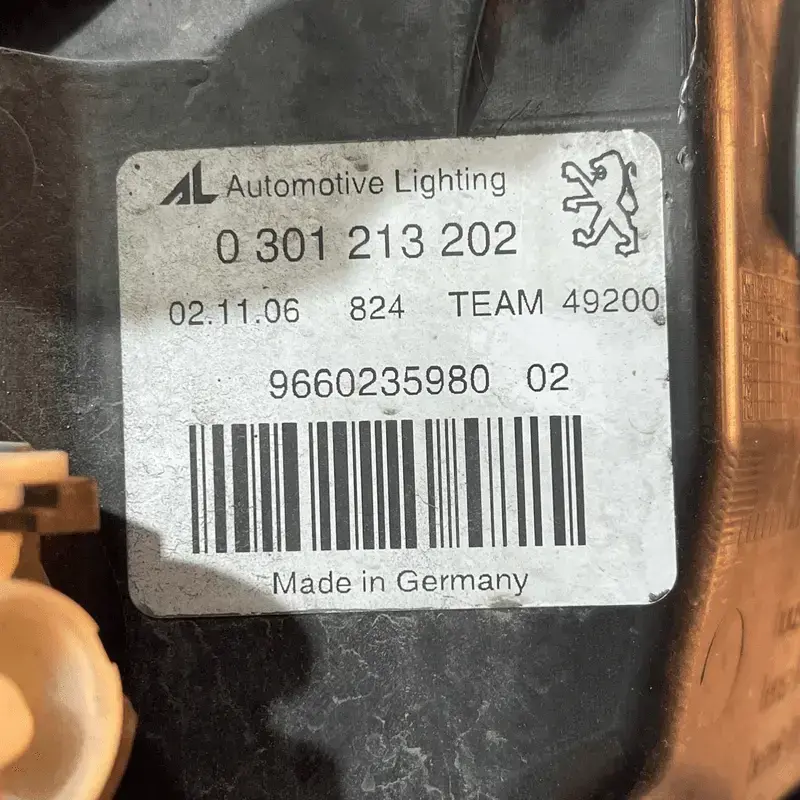 AL Automotive Lighting
0 301 213 202
02.11.06 824 TEAM 49200
9660235980 02
Made in Germany